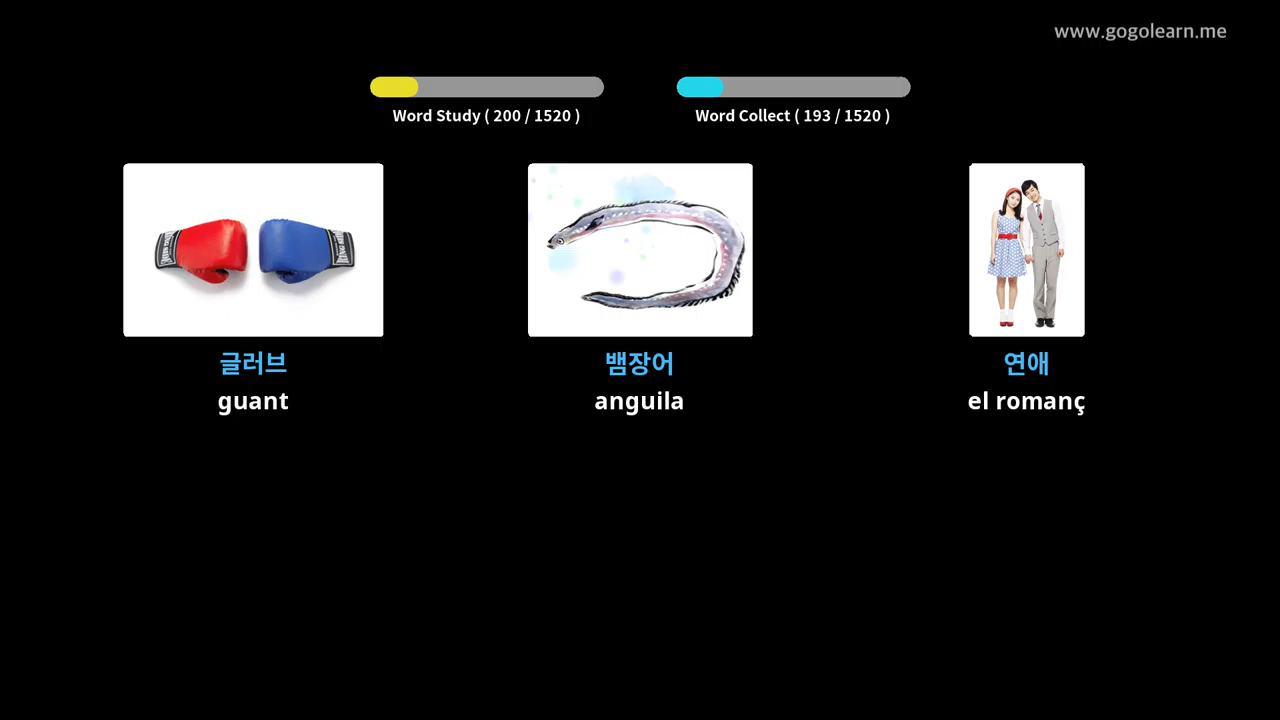 www.gogolearn.me
Word Study ( 200 / 1520 )
Word Collect ( 193 / 1520 )
글러브
guant
뱀장어
anguila
연애
el romanç